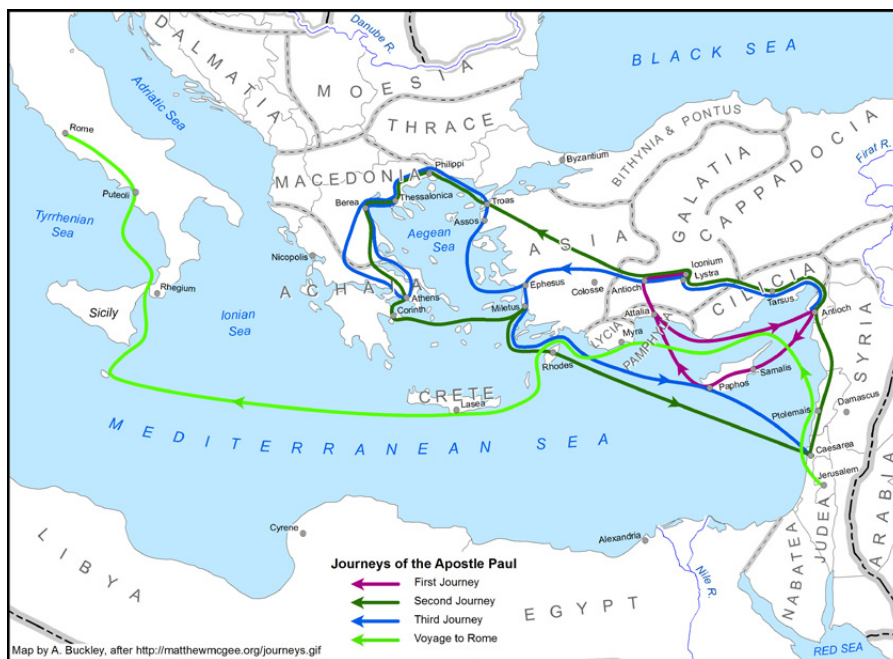 Danube R.
BLACK SEA
DALMATIA
MOESIA
Adriatic Sea
THRACE
BITHYNIA & PONTUS
CAPPADOCIA
Firat R.
Rome
Byzantium
GALATIA
Philippi
MACEDONIA
Puteoli
Berea
Thessalonica
Troas
Tyrrhenian
Sea
Assos
Aegean
Sea
ASIA
Nicopolis
Iconium
Lystra
Rhegium
ACHAIA
Ephesus
Colosse
Antioch
CILICIA
Tarsus
Sicily
Ionian
Sea
Athens
Corinth
Miletus
Attalia
Antioch
LYCIA
Myra
PAMPHYLIA
SYRIA
Rhodes
Samalis
Paphos
CRETE
Lasea
Damascus
Ptolemais
MEDITERRANEAN SEA
Caesarea
Jerusalem
Cyrene
Alexandria
LIBYA
Nile R.
NABATEA
JUDEA
ARABIA
Journeys of the Apostle Paul
First Journey
Second Journey
Third Journey
Voyage to Rome
EGYPT
RED SEA
Map by A. Buckley, after http://matthewmcgee.org/journeys.gif